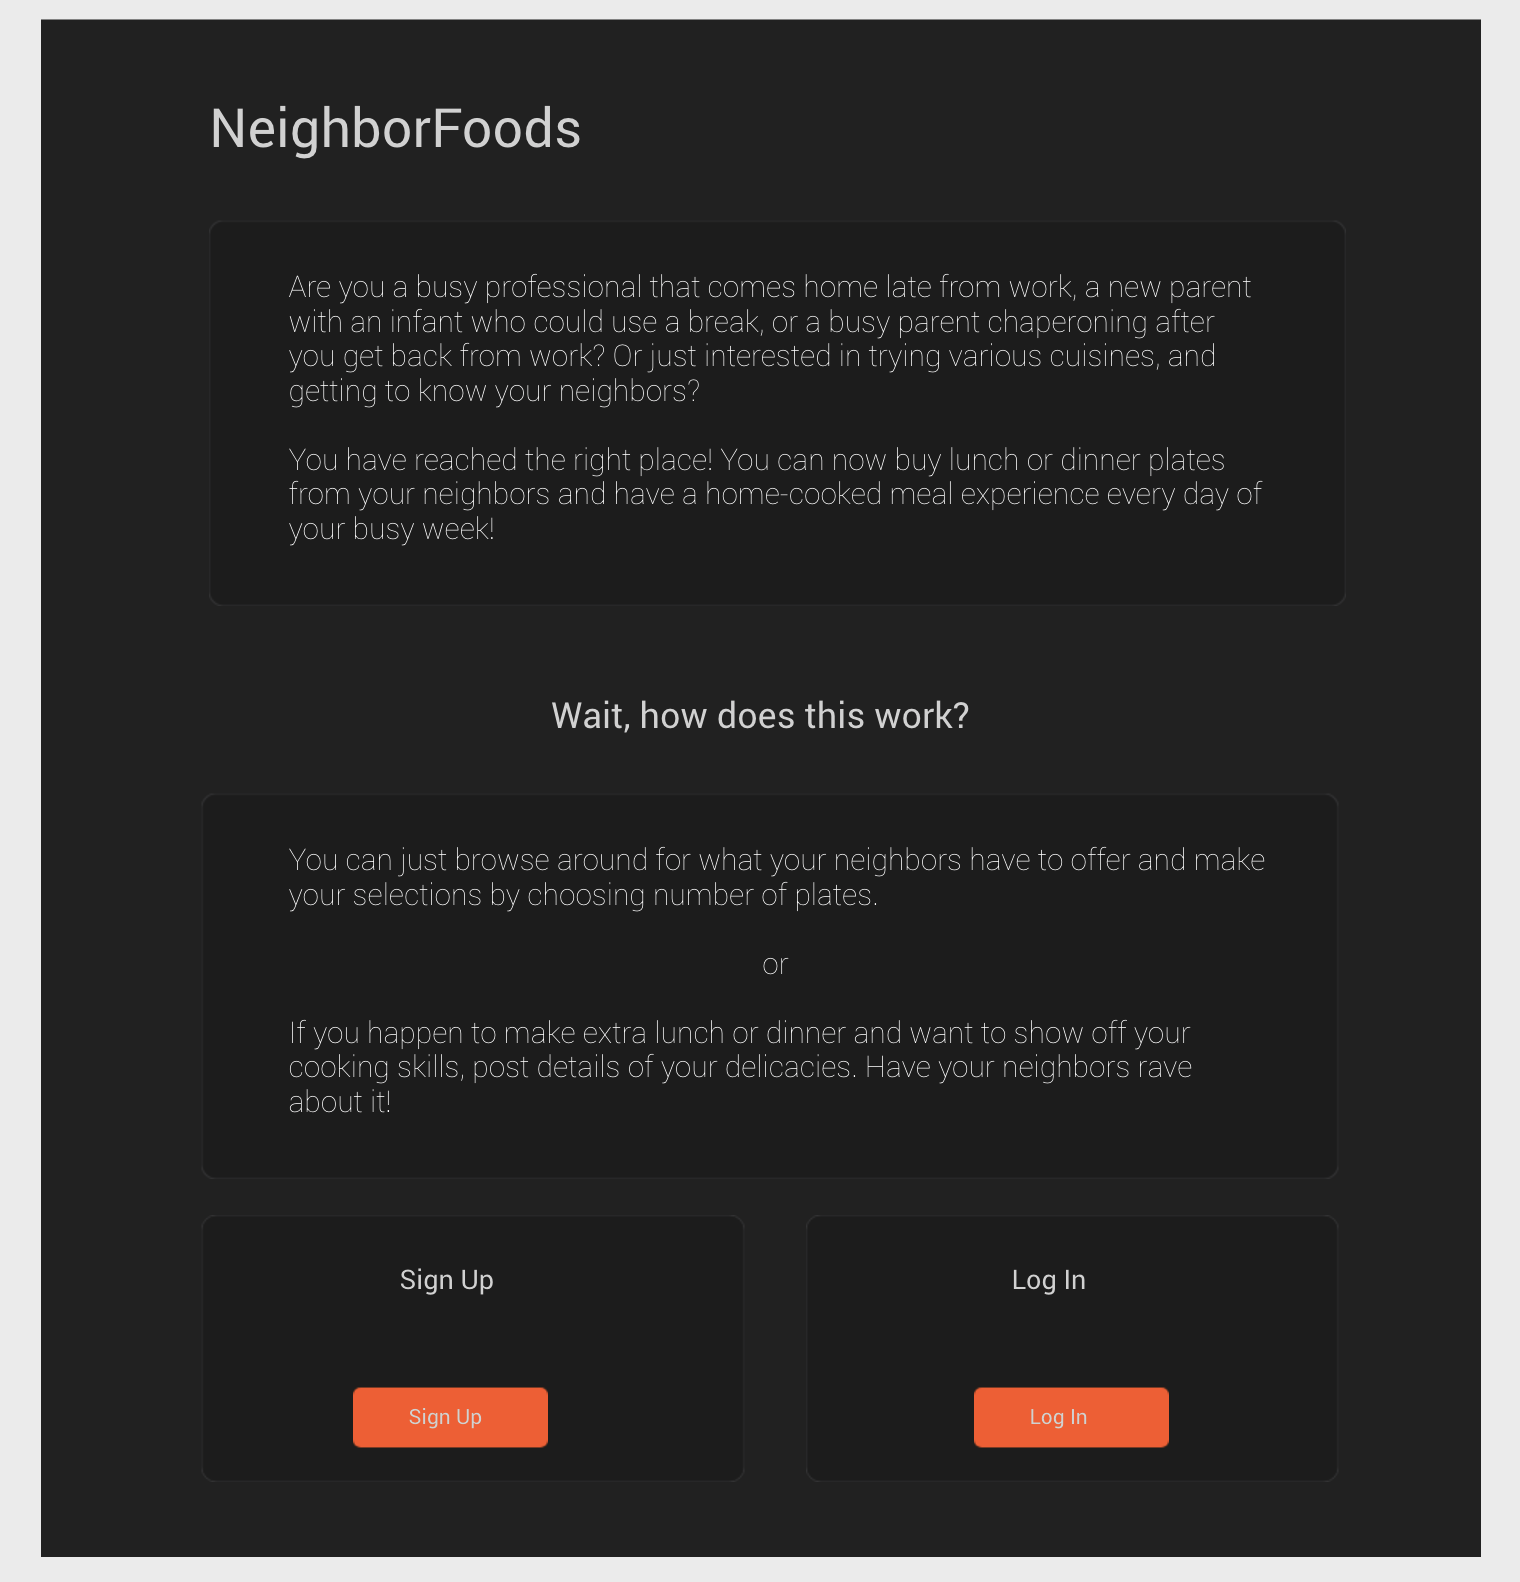 NeighborFoods
Are you a busy professional that comes home late from work, a new parent
with an infant who could use a break, or a busy parent chaperoning after
you get back from work? Or just interested in trying various cuisines, and
getting to know your neighbors?
You have reached the right place! You can now buy lunch or dinner plates
from your neighbors and have a home-cooked meal experience every day of
your busy week!
Wait, how does this work?
You can just browse around for what your neighbors have to offer and make
your selections by choosing number of plates.
or
If you happen to make extra lunch or dinner and want to show off your
cooking skills, post details of your delicacies. Have your neighbors rave
about it!
Sign Up
Sign Up
Log In
Log In